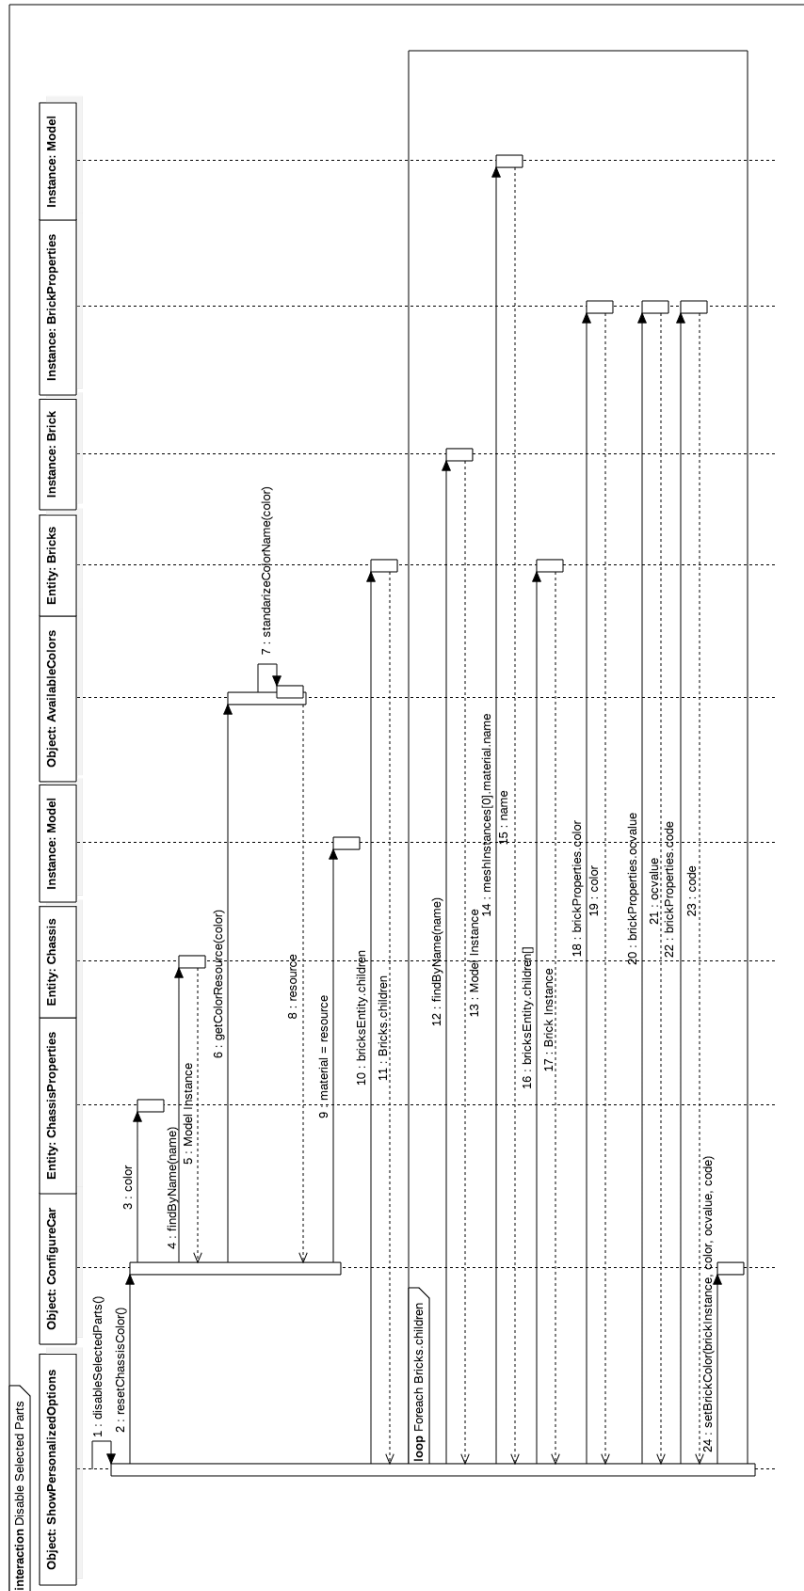 interaction Disable Selected Parts
Object: ShowPersonalizedOptions
Object: ConfigureCar
Entity: ChassisProperties
Entity: Chassis
Instance: Model
Object: AvailableColors
Entity: Bricks
Instance: Brick
Instance: BrickProperties
Instance: Model
1 : disableSelectedParts()
2 : resetChassisColor()
3 : color
4 : findByName(name)
5 : Model Instance
6 : getColorResource(color)
7 : standarizeColorName(color)
8 : resource
9 : material = resource
10 : bricksEntity.children
11 : Bricks.children
loop Foreach Bricks.children
12 : findByName(name)
13 : Model Instance
14 : meshInstances[0].material.name
15 : name
16 : bricksEntity.children[]
17 : Brick Instance
18 : brickProperties.color
19 : color
20 : brickProperties.ocvalue
21 : ocvalue
22 : brickProperties.code
23 : code
24 : setBrickColor(brickInstance, color, ocvalue, code)